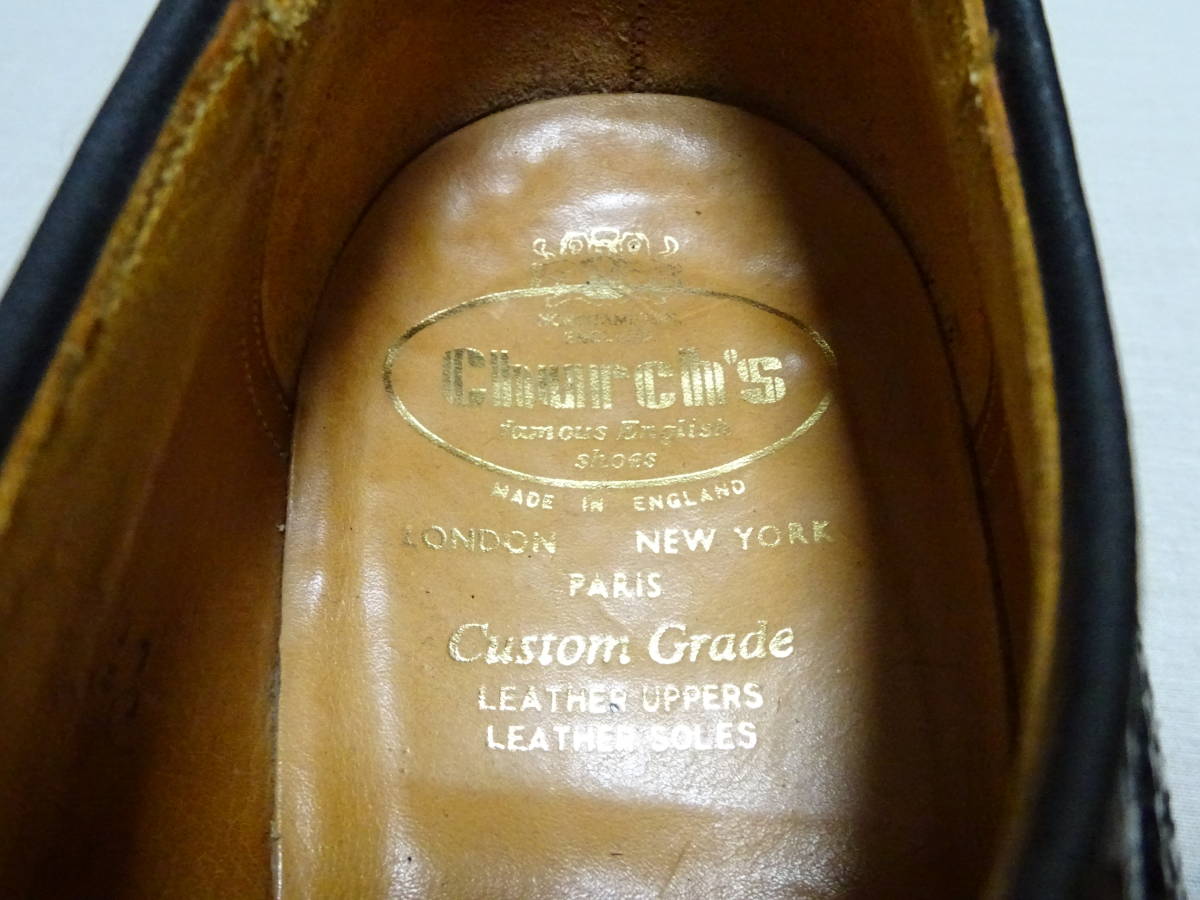 Church's
famous English
shoes
MADE IN ENGLAND
LONDON NEW YORK
PARIS
Custom Grade
LEATHER UPPERS
LEATHER SOLES